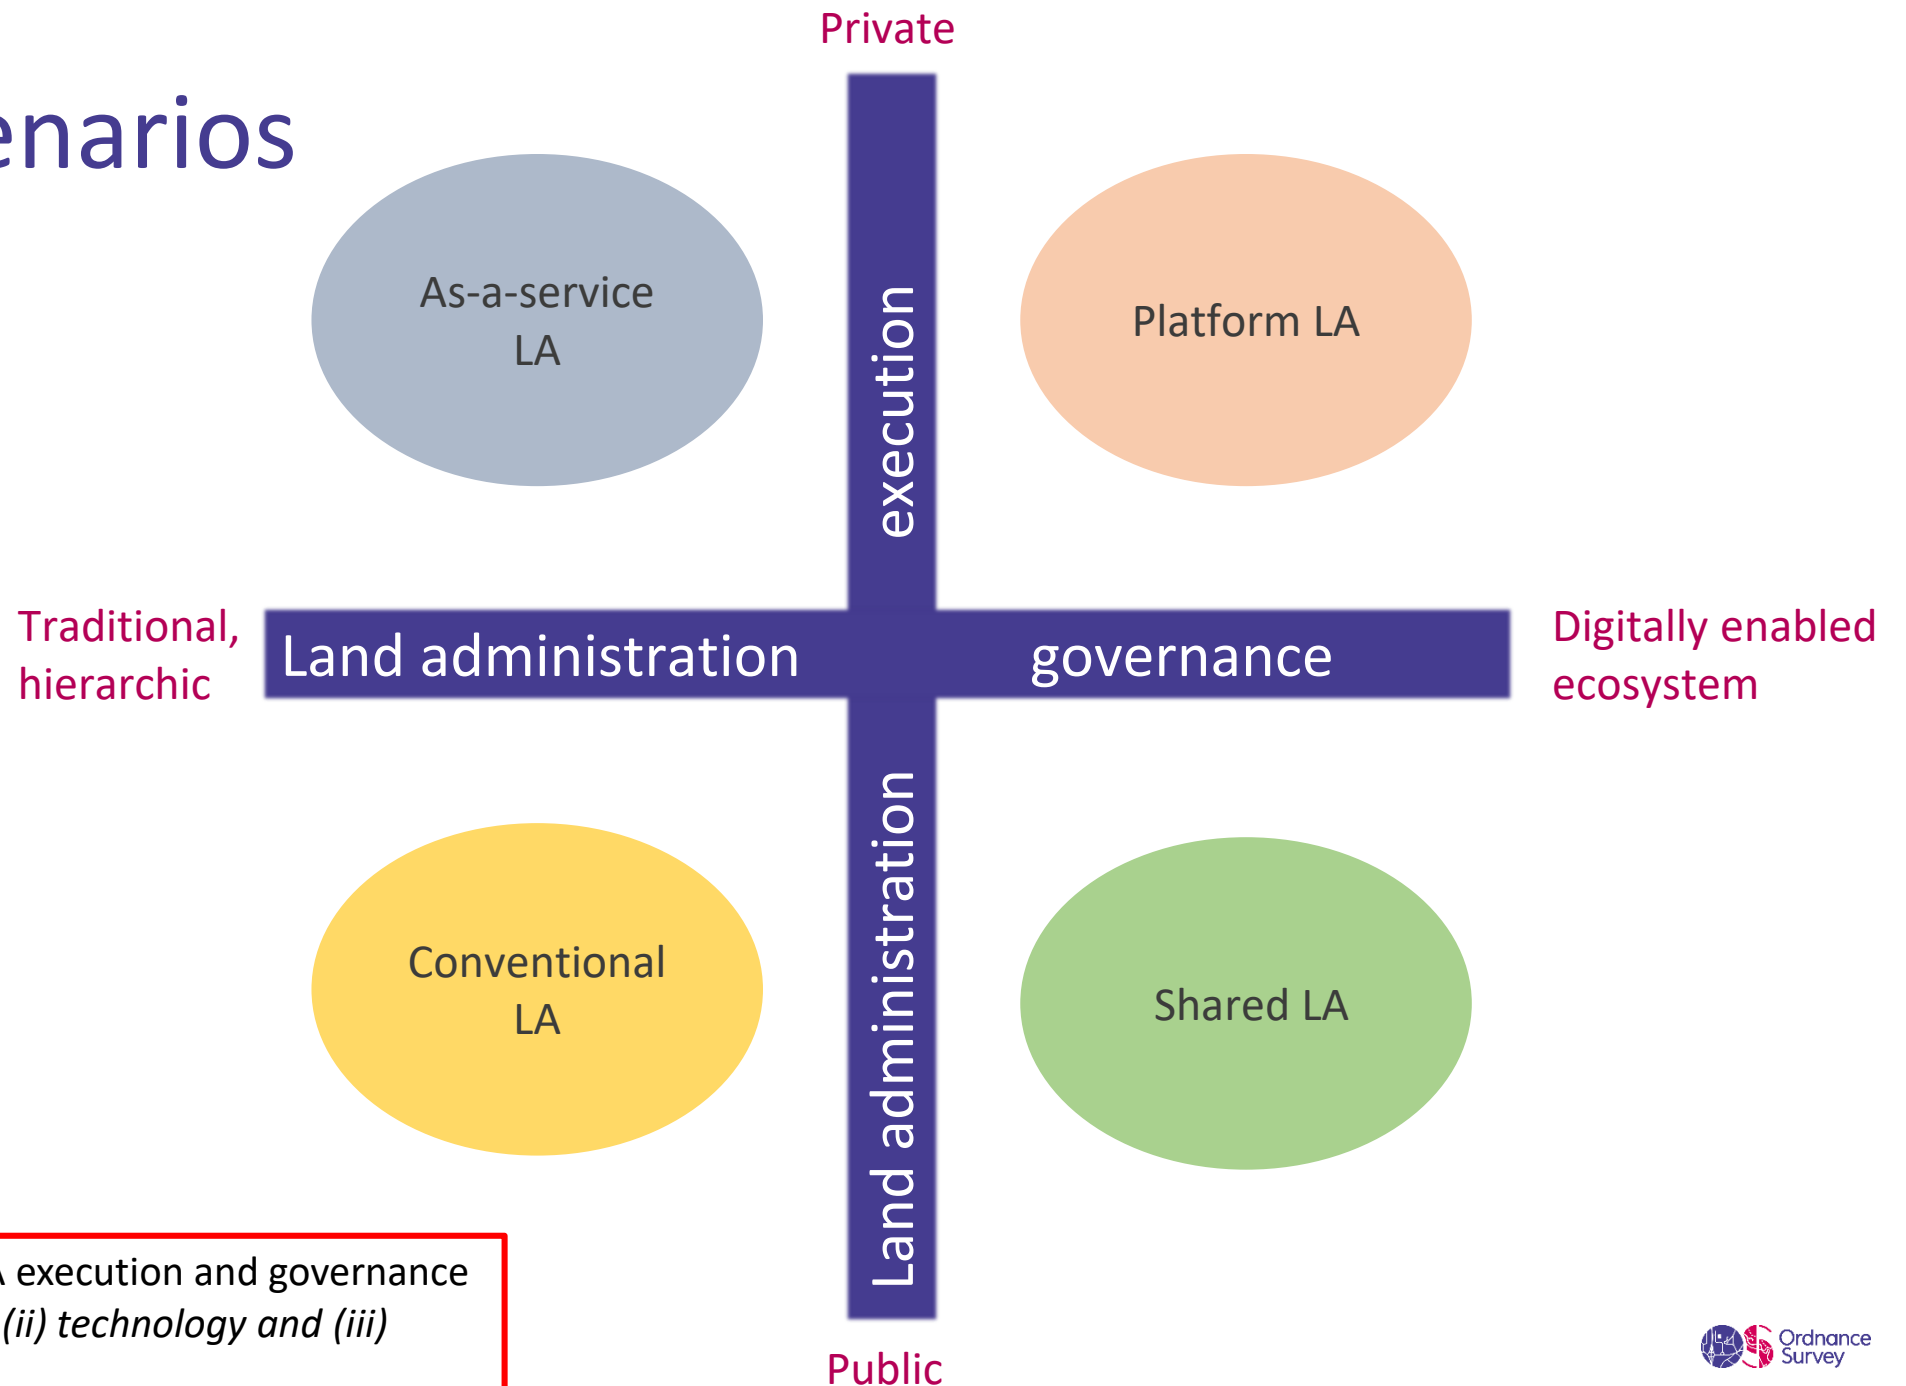 Private
enarios
As-a-service
LA
Platform LA
execution
Traditional,
hierarchic
Land administration governance
Digitally enabled
ecosystem
Land administration
Conventional
LA
Shared LA
A execution and governance
(ii) technology and (iii)
Public
Ordnance
Survey